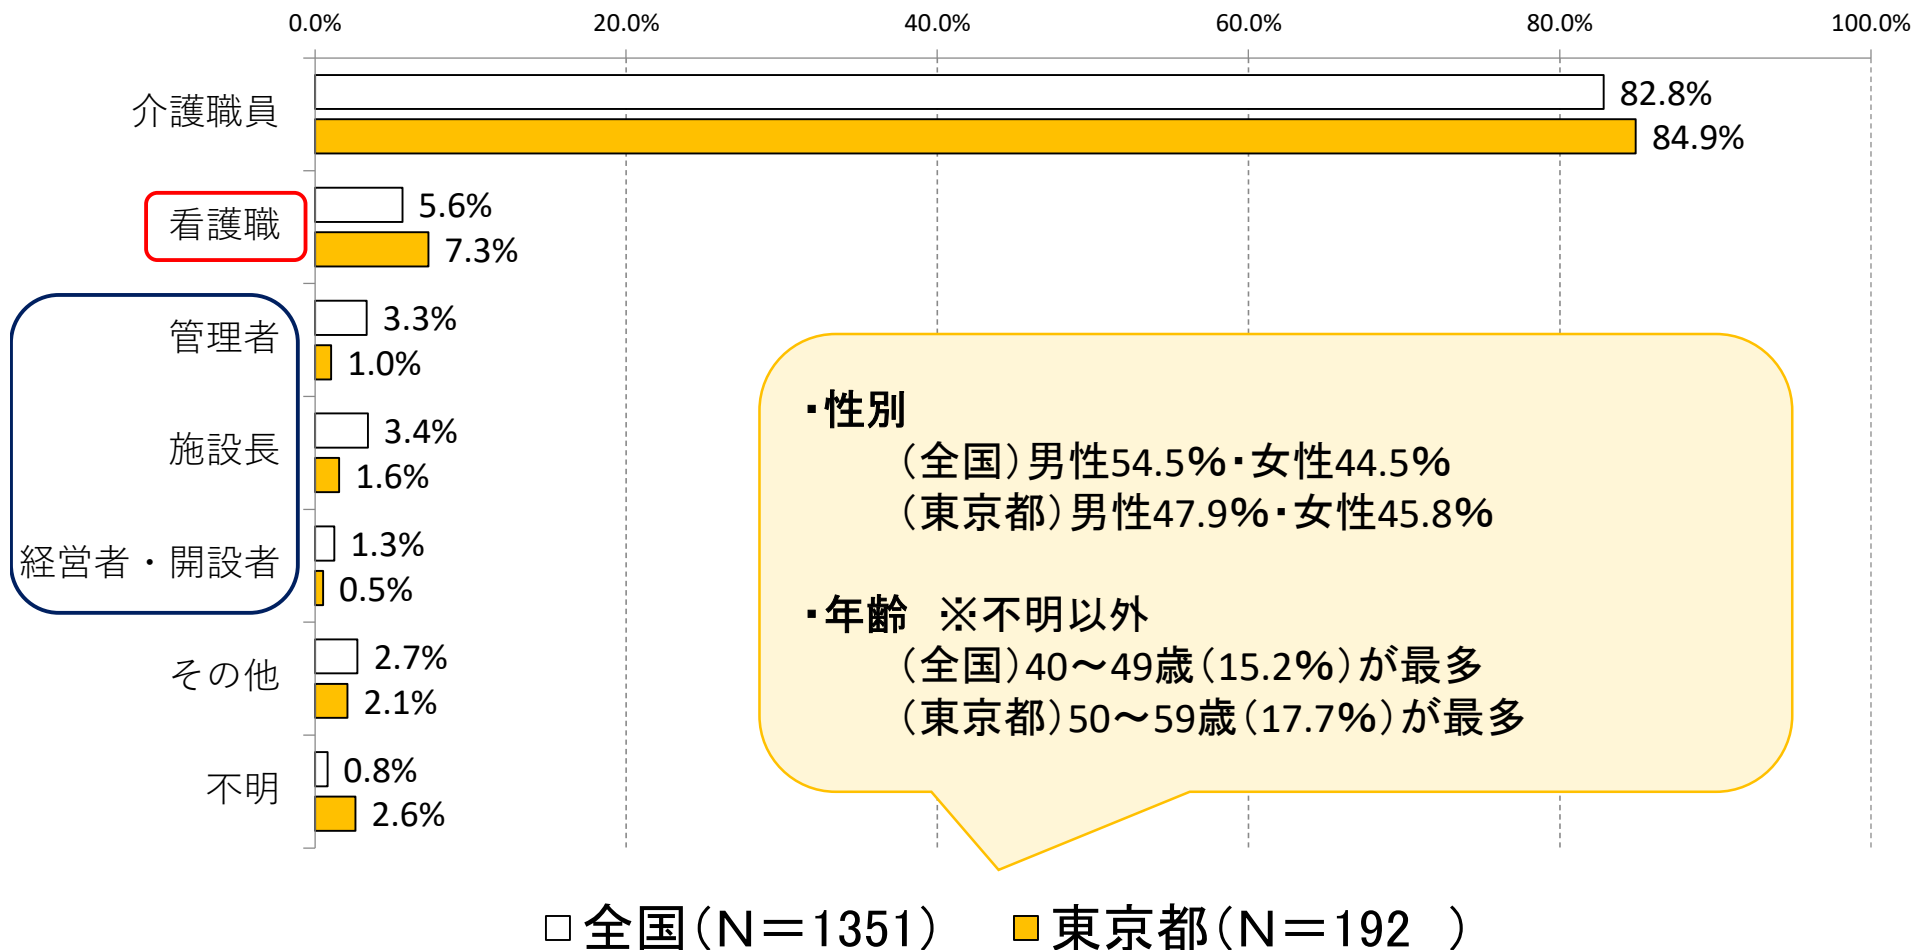 0.0% 20.0% 40.0% 60.0% 80.0% 100.0%
介護職員
82.8%
84.9%
看護職
5.6%
7.3%
管理者
3.3%
1.0%
施設長
3.4%
1.6%
経営者・開設者
1.3%
0.5%
その他
2.7%
2.1%
不明
0.8%
2.6%
・性別
（全国）男性54.5％・女性44.5％
（東京都）男性47.9％・女性45.8％
・年齢　※不明以外
（全国）40～49歳（15.2％）が最多
（東京都）50～59歳（17.7％）が最多
全国（Ｎ＝1351） 東京都（Ｎ＝192　）